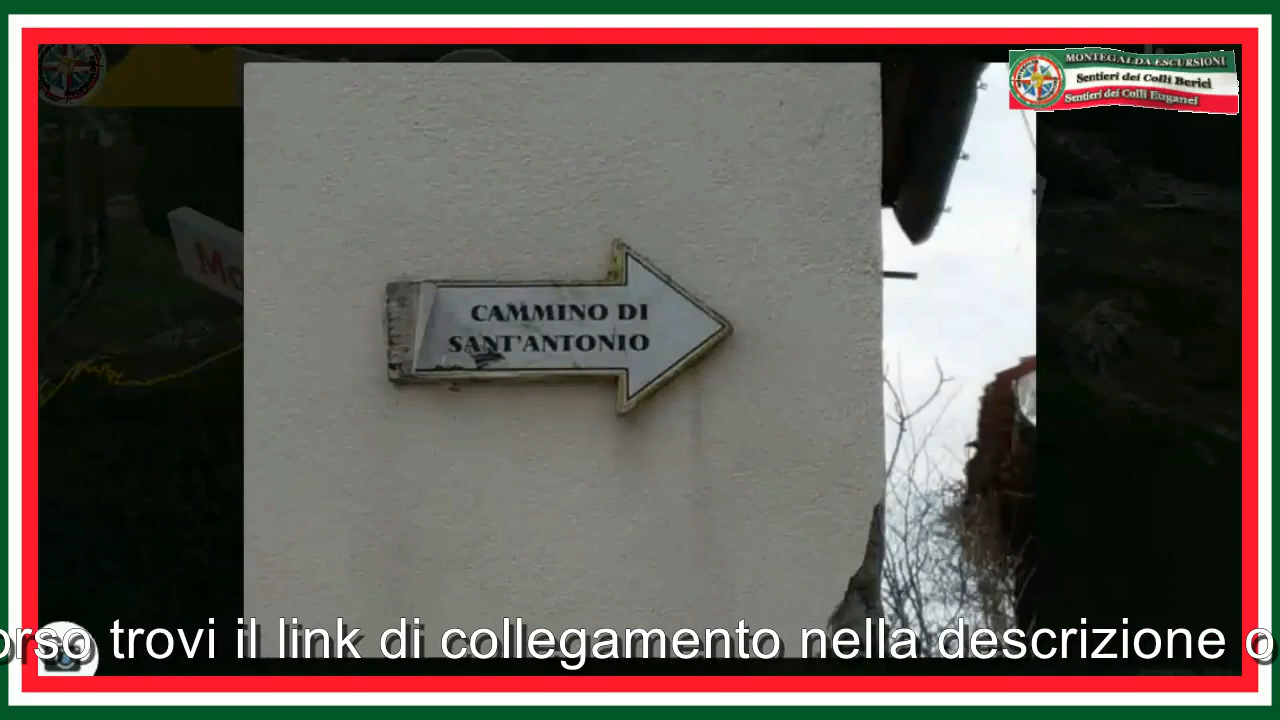 MONTEGALDA ESCURSIONI
Sentieri dei Colli Berici
Sentieri dei Colli Euganei
CAMMINO DI
SANT'ANTONIO
trovi il link di collegamento nella descrizione